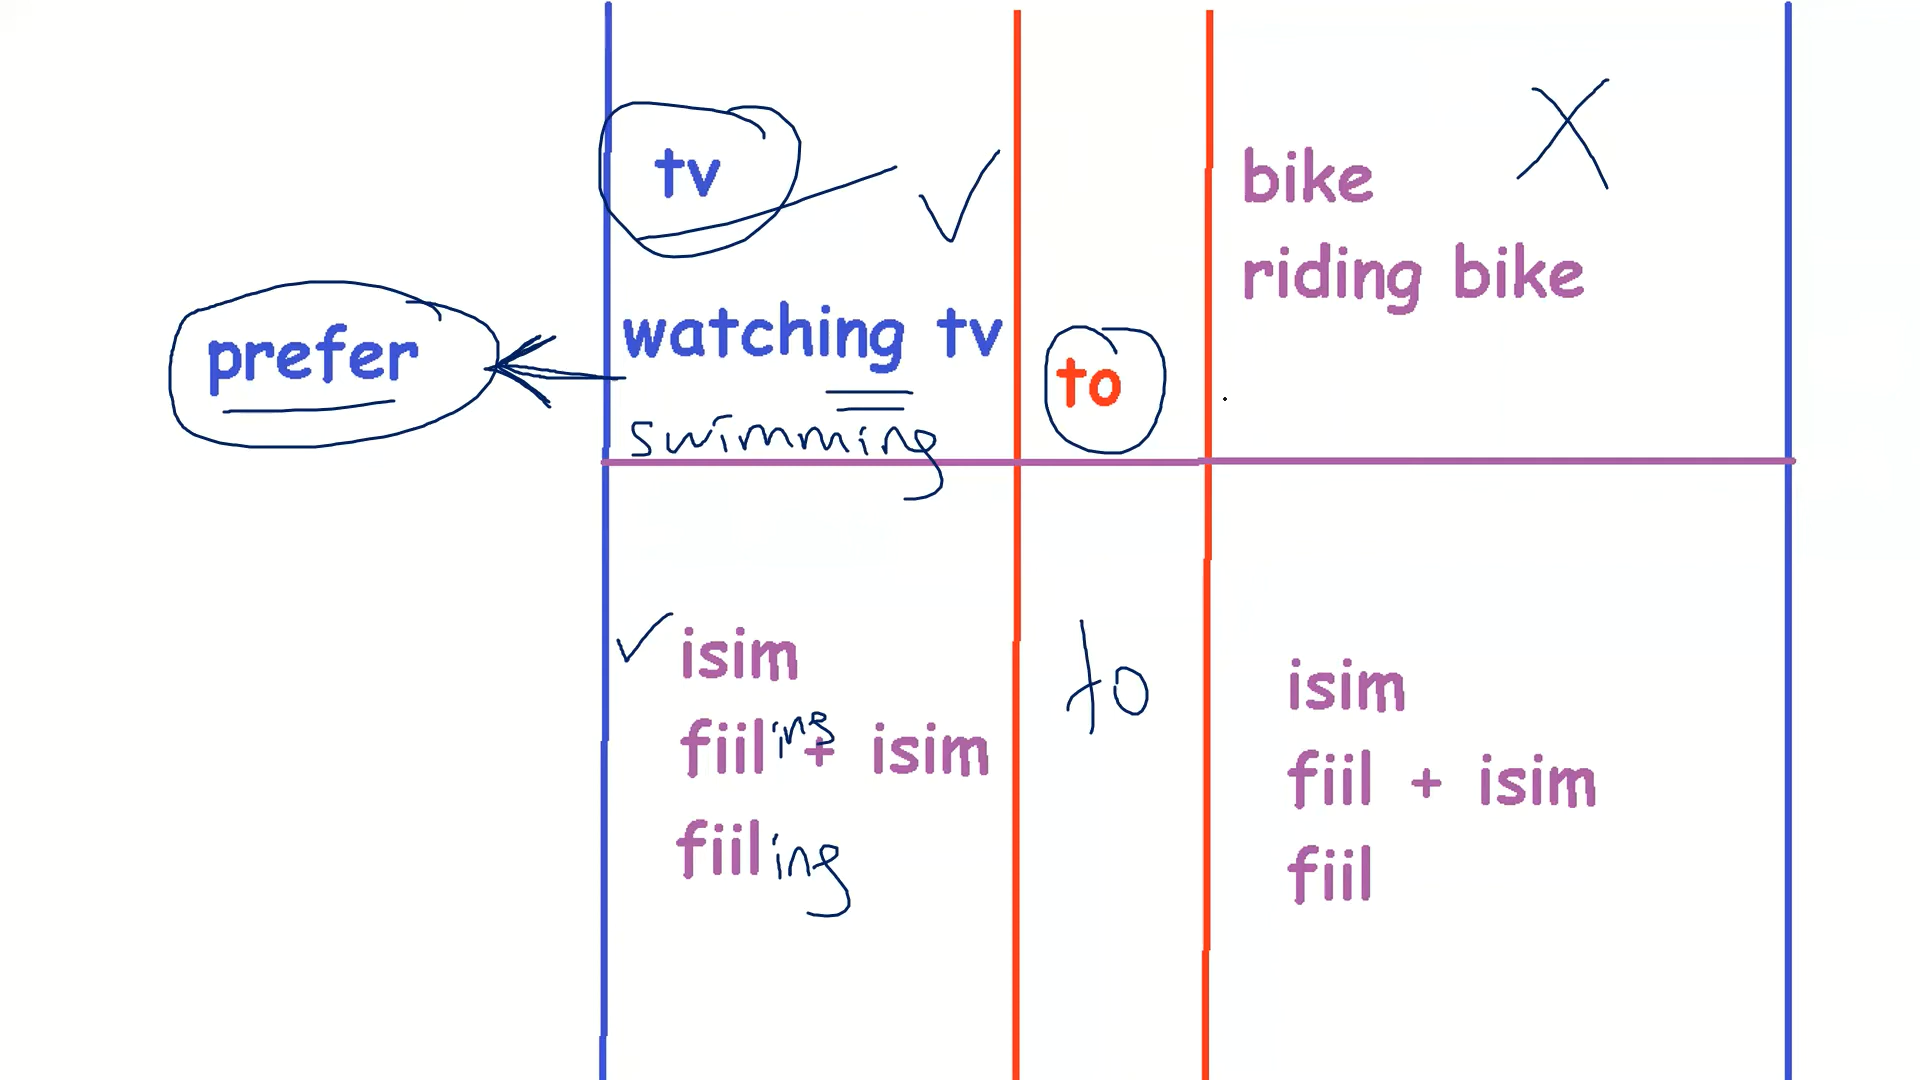 tv
bike
riding bike
prefer
watching tv
to
swimming
isim
fiil ing + isim
fiil ing
to
isim
fiil + isim
fiil